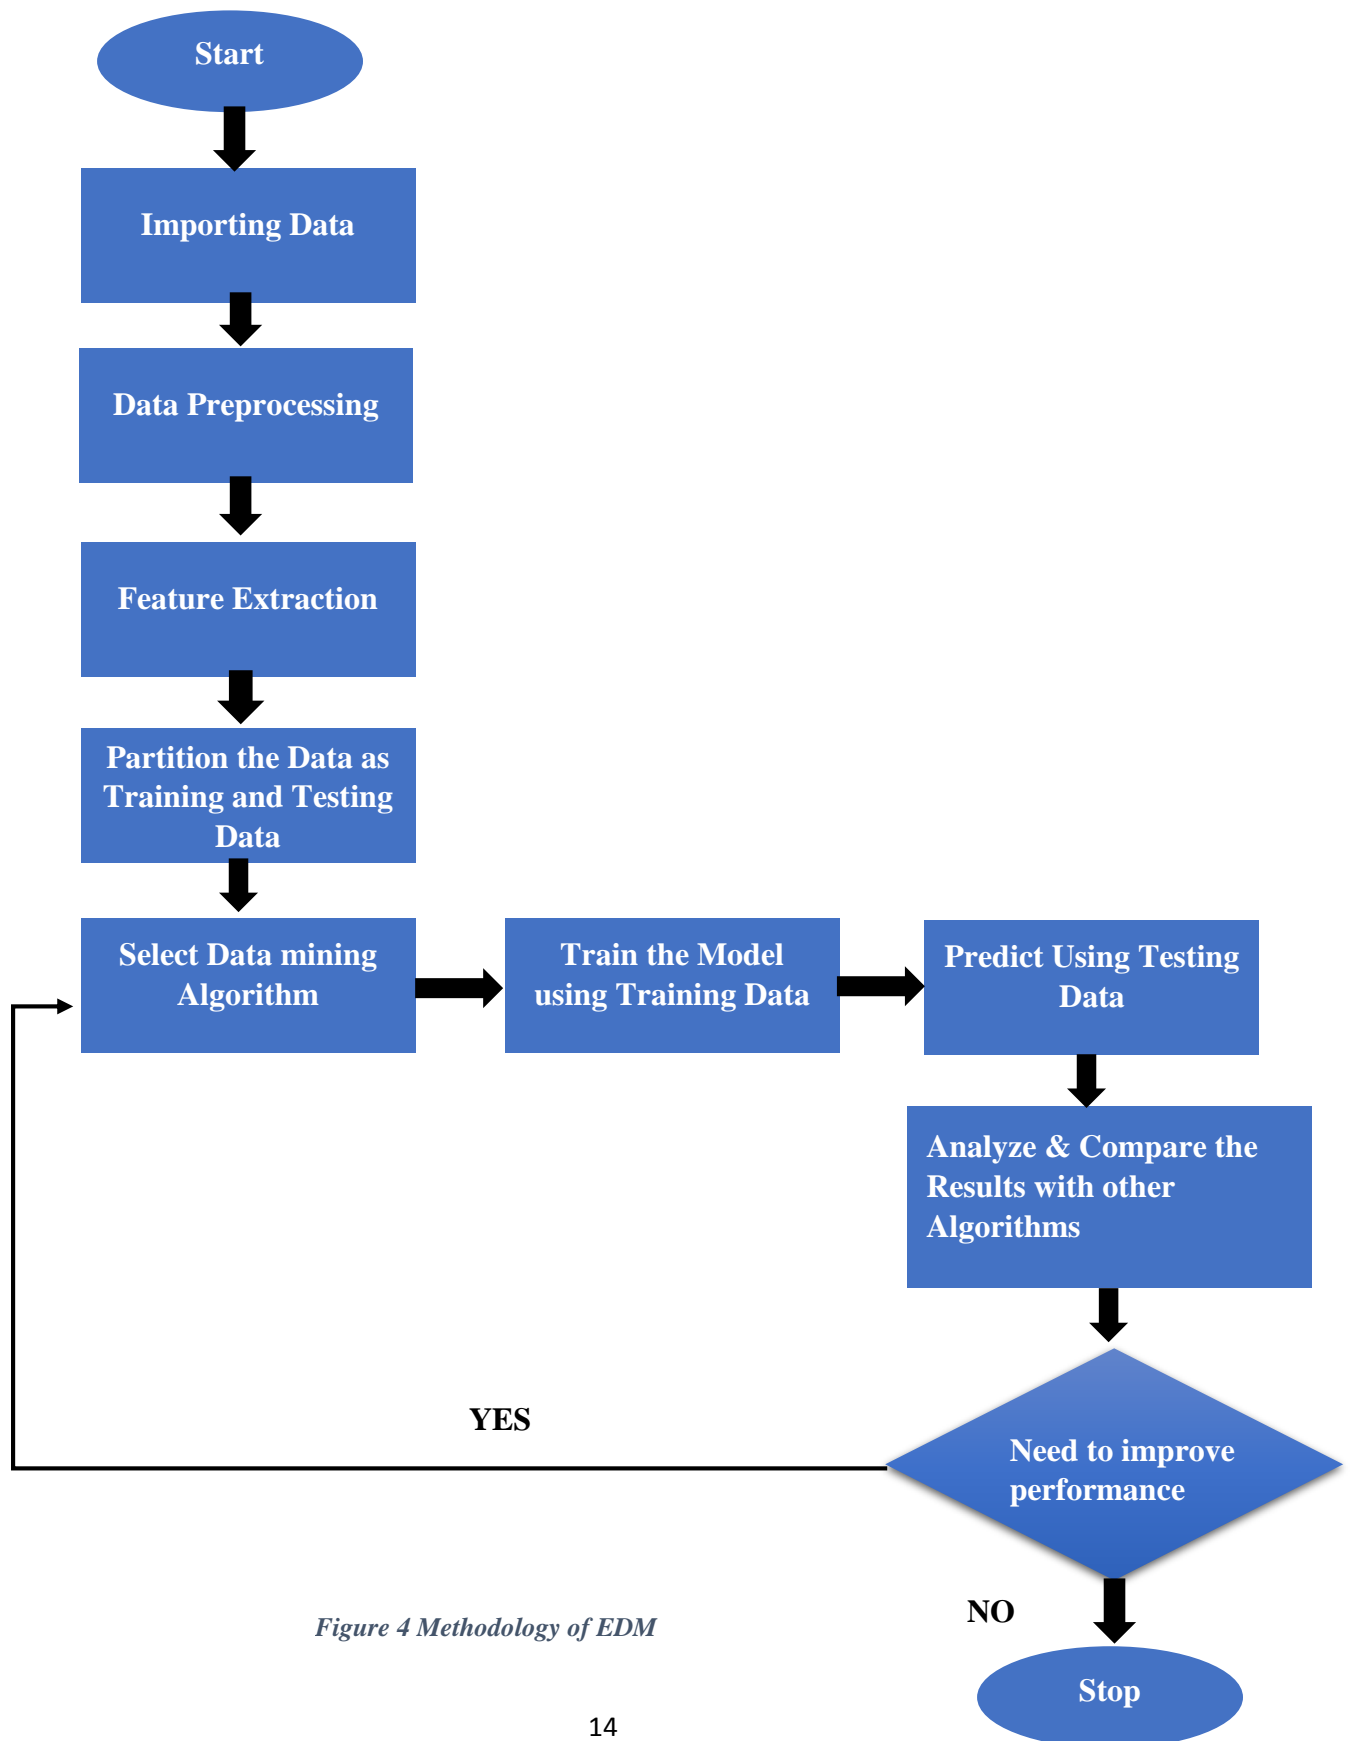 Start
Importing Data
Data Preprocessing
Feature Extraction
Partition the Data as
Training and Testing
Data
Select Data mining
Algorithm
Train the Model
using Training Data
Predict Using Testing
Data
Analyze & Compare the
Results with other
Algorithms
YES
Need to improve
performance
NO
Figure 4 Methodology of EDM
Stop
14